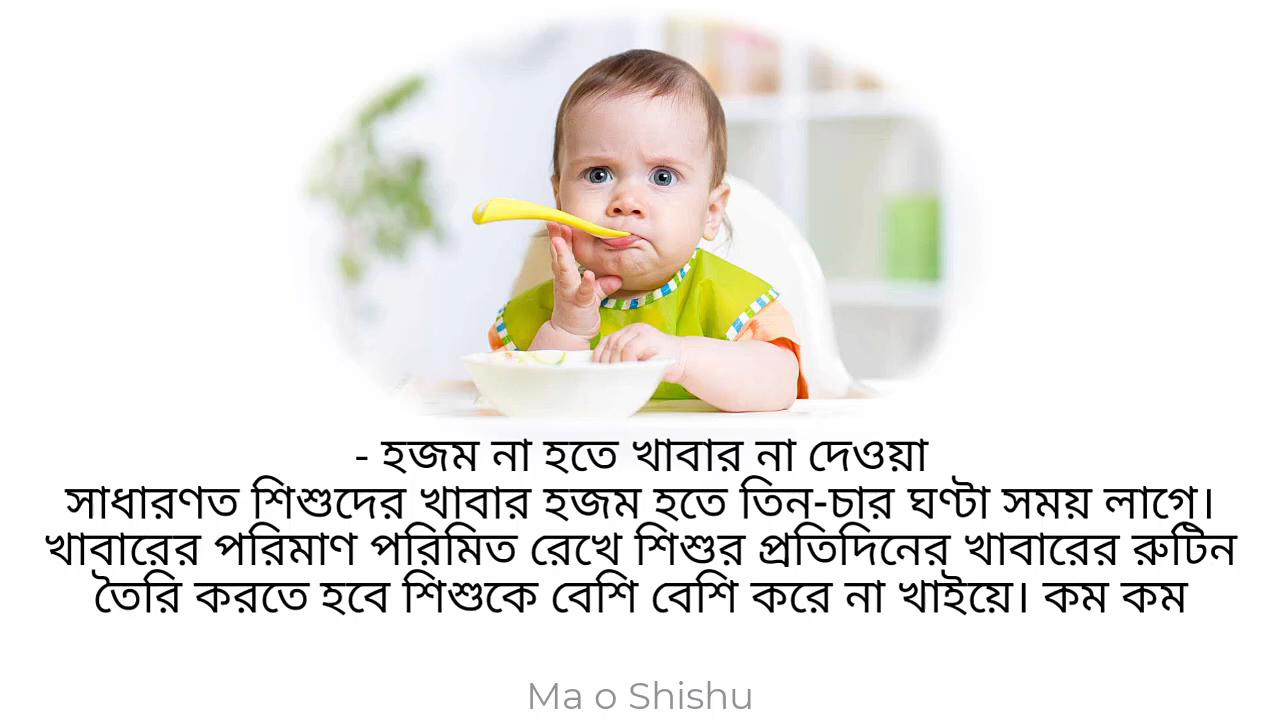 - হজম না হতে খাবার না দেওয়া
সাধারণত শিশুদের খাবার হজম হতে তিন-চার ঘণ্টা সময় লাগে।
খাবারের পরিমাণ পরিমিত রেখে শিশুর প্রতিদিনের খাবারের রুটিন
তৈরি করতে হবে শিশুকে বেশি বেশি করে না খাইয়ে। কম কম
Ma o Shishu